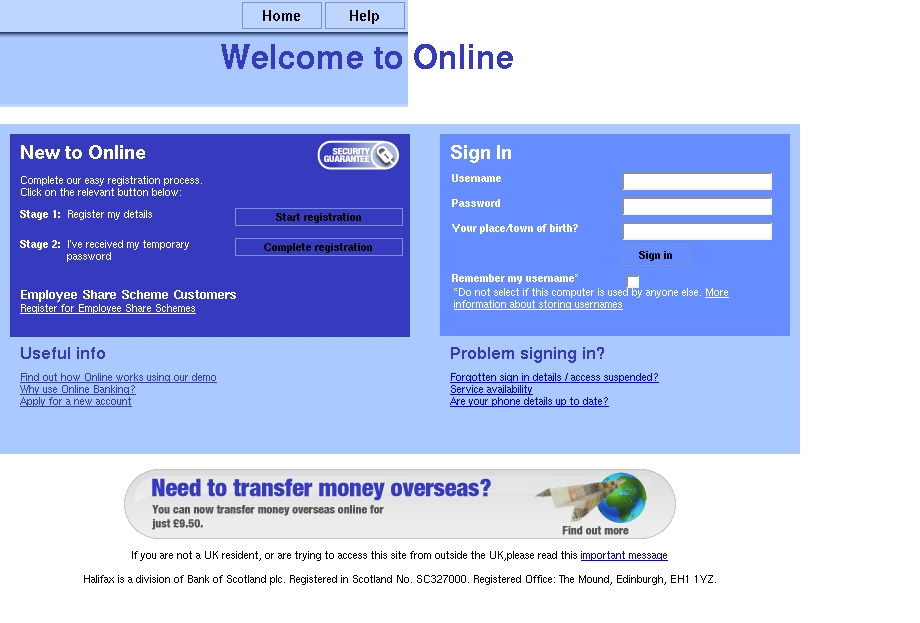 Home
Help
Welcome to Online
New to Online
SECURITY
GUARANTEE
Complete our easy registration process.
Click on the relevant button below:
Stage 1: Register my details
Start registration
Stage 2: I've received my temporary
password
Complete registration
Employee Share Scheme Customers
Register for Employee Share Schemes
Sign In
Username
Password
Your place/town of birth?
Sign in
Remember my username*
*Do not select if this computer is used by anyone else. More
information about storing usernames
Useful info
Find out how Online works using our demo
Why use Online Banking?
Apply for a new account
Problem signing in?
Forgotten sign in details / access suspended?
Service availability
Are your phone details up to date?
Need to transfer money overseas?
You can now transfer money overseas online for
just £9.50.
Find out more
If you are not a UK resident, or are trying to access this site from outside the UK,please read this important message
Halifax is a division of Bank of Scotland plc. Registered in Scotland No. SC327000. Registered Office: The Mound, Edinburgh, EH1 1YZ.